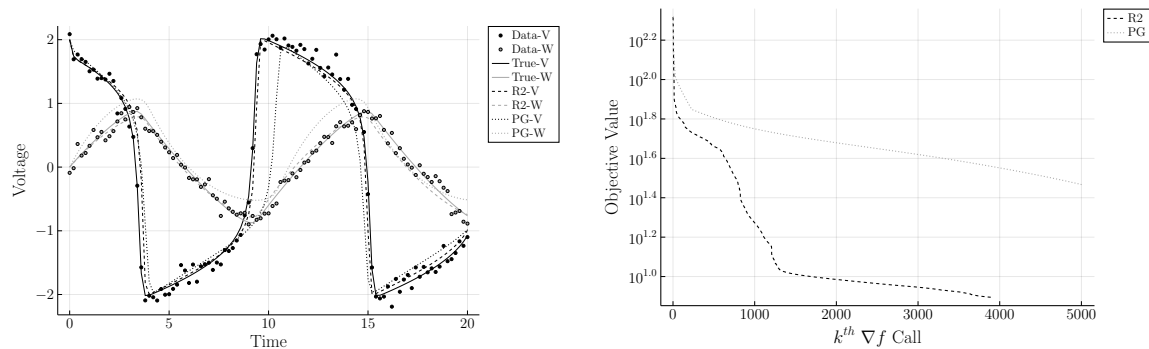 Voltage
2
1
0
−1
−2
0
5
10
15
20
Time
Data-V
Data-W
True-V
True-W
R2-V
R2-W
PG-V
PG-W
Objective Value
10^2.2
10^2.0
10^1.8
10^1.6
10^1.4
10^1.2
10^1.0
0
1000
2000
3000
4000
5000
k^th ∇f Call
R2
PG